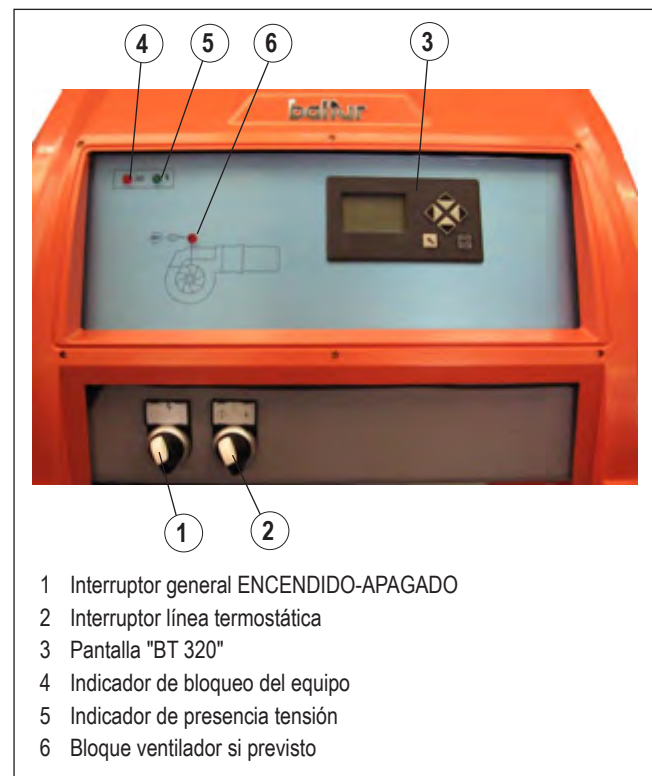 4 5 6 3
baltur
1 2
1 Interruptor general ENCENDIDO-APAGADO
2 Interruptor línea termostática
3 Pantalla "BT 320"
4 Indicador de bloqueo del equipo
5 Indicador de presencia tensión
6 Bloque ventilador si previsto